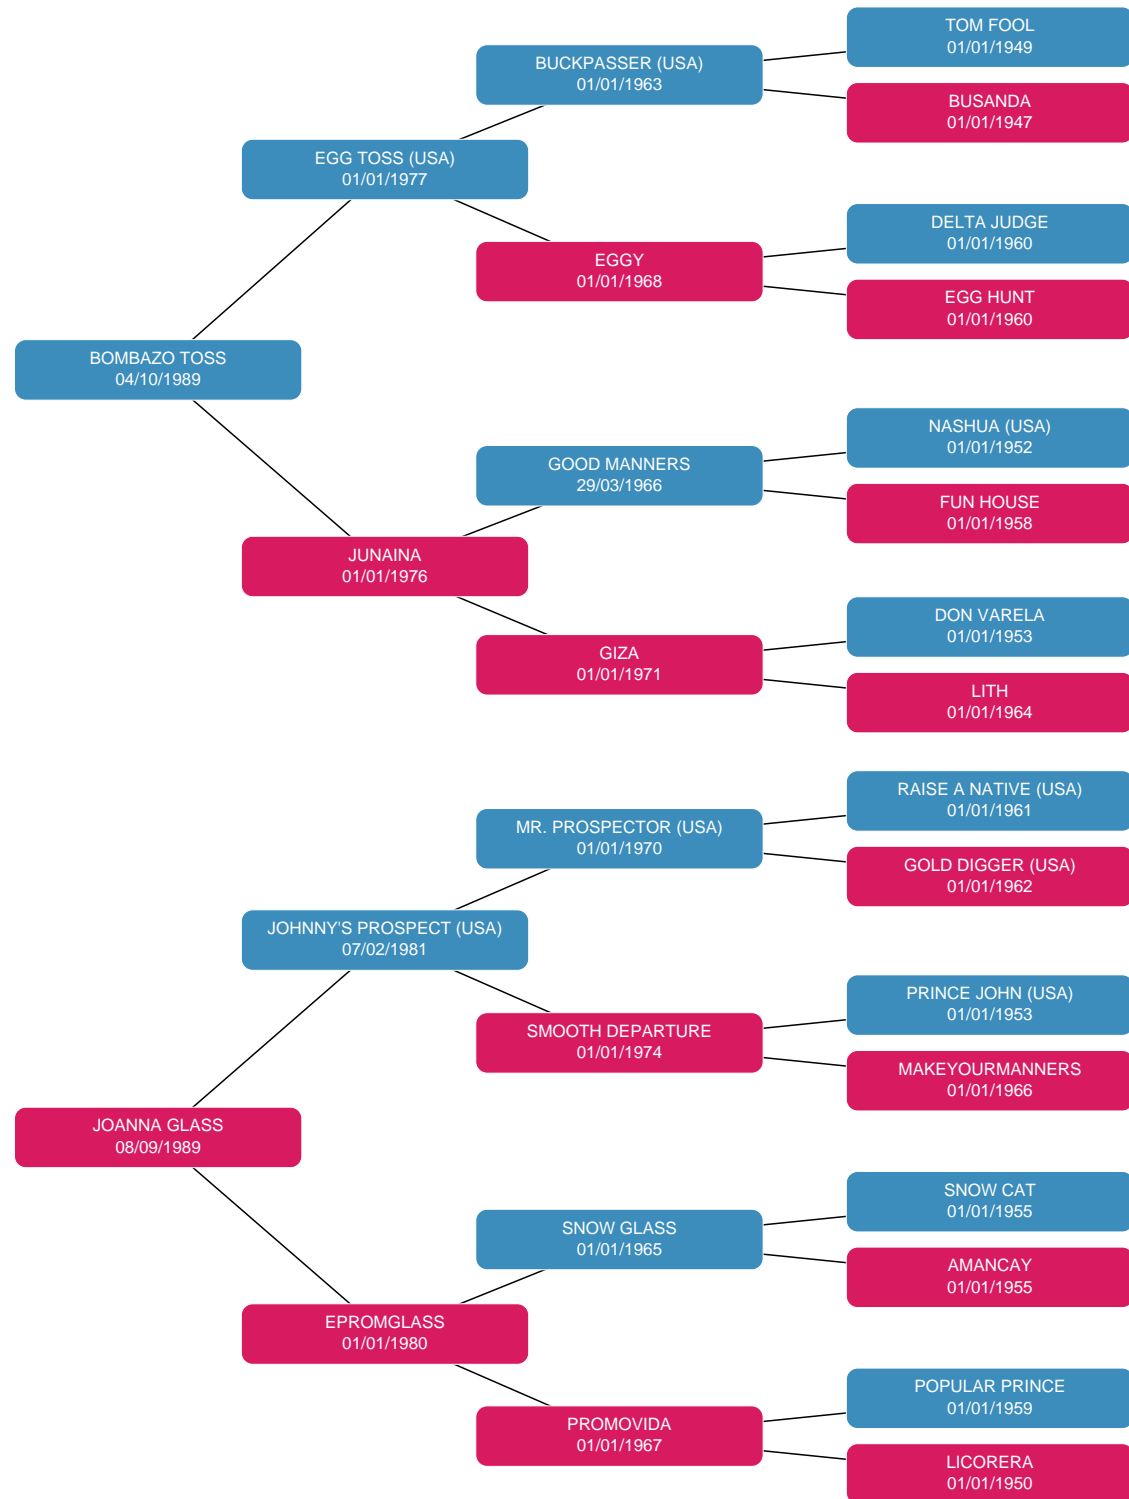 TOM FOOL
01/01/1949
BUCKPASSER (USA)
01/01/1963
BUSANDA
01/01/1947
EGG TOSS (USA)
01/01/1977
DELTA JUDGE
01/01/1960
EGGY
01/01/1968
EGG HUNT
01/01/1960
BOMBAZO TOSS
04/10/1989
NASHUA (USA)
01/01/1952
GOOD MANNERS
29/03/1966
FUN HOUSE
01/01/1958
JUNAINA
01/01/1976
DON VARELA
01/01/1953
GIZA
01/01/1971
LITH
01/01/1964
RAISE A NATIVE (USA)
01/01/1961
MR. PROSPECTOR (USA)
01/01/1970
GOLD DIGGER (USA)
01/01/1962
JOHNNY'S PROSPECT (USA)
07/02/1981
PRINCE JOHN (USA)
01/01/1953
SMOOTH DEPARTURE
01/01/1974
MAKEYOURMANNERS
01/01/1966
JOANNA GLASS
08/09/1989
SNOW CAT
01/01/1955
SNOW GLASS
01/01/1965
AMANCAY
01/01/1955
EPROMGLASS
01/01/1980
POPULAR PRINCE
01/01/1959
PROMOVIDA
01/01/1967
LICORERA
01/01/1950